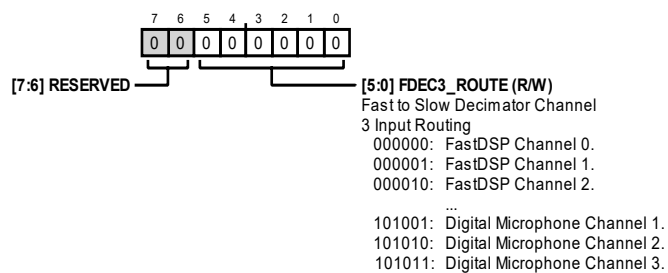 7 6 5 4 3 2 1 0
0 0 0 0 0 0 0 0
[7:6] RESERVED
[5:0] FDEC3_ROUTE (R/W)
Fast to Slow Decimator Channel
3 Input Routing
000000: FastDSP Channel 0.
000001: FastDSP Channel 1.
000010: FastDSP Channel 2.
...
101001: Digital Microphone Channel 1.
101010: Digital Microphone Channel 2.
101011: Digital Microphone Channel 3.